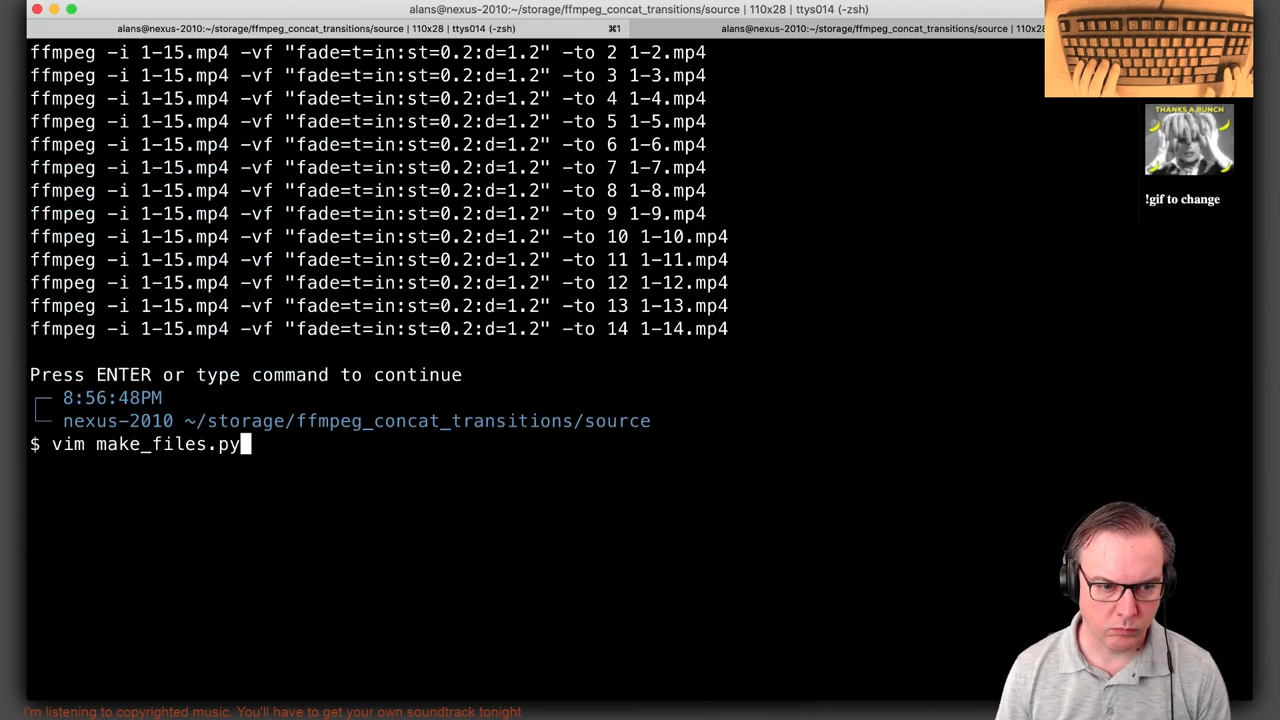 alans@nexus-2010:~/storage/ffmpeg_concat_transitions/source | 110x28 | ttys014 (-zsh)
alans@nexus-2010:~/storage/ffmpeg_concat_transitions/source | 110x28 | ttys014 (-zsh) ⌘1 alans@nexus-2010:~/storage/ffmpeg_concat_transitions/source | 110x28
ffmpeg -i 1-15.mp4 -vf "fade=t=in:st=0.2:d=1.2" -to 2 1-2.mp4
ffmpeg -i 1-15.mp4 -vf "fade=t=in:st=0.2:d=1.2" -to 3 1-3.mp4
ffmpeg -i 1-15.mp4 -vf "fade=t=in:st=0.2:d=1.2" -to 4 1-4.mp4
ffmpeg -i 1-15.mp4 -vf "fade=t=in:st=0.2:d=1.2" -to 5 1-5.mp4
ffmpeg -i 1-15.mp4 -vf "fade=t=in:st=0.2:d=1.2" -to 6 1-6.mp4
ffmpeg -i 1-15.mp4 -vf "fade=t=in:st=0.2:d=1.2" -to 7 1-7.mp4
ffmpeg -i 1-15.mp4 -vf "fade=t=in:st=0.2:d=1.2" -to 8 1-8.mp4
ffmpeg -i 1-15.mp4 -vf "fade=t=in:st=0.2:d=1.2" -to 9 1-9.mp4
ffmpeg -i 1-15.mp4 -vf "fade=t=in:st=0.2:d=1.2" -to 10 1-10.mp4
ffmpeg -i 1-15.mp4 -vf "fade=t=in:st=0.2:d=1.2" -to 11 1-11.mp4
ffmpeg -i 1-15.mp4 -vf "fade=t=in:st=0.2:d=1.2" -to 12 1-12.mp4
ffmpeg -i 1-15.mp4 -vf "fade=t=in:st=0.2:d=1.2" -to 13 1-13.mp4
ffmpeg -i 1-15.mp4 -vf "fade=t=in:st=0.2:d=1.2" -to 14 1-14.mp4
Press ENTER or type command to continue
8:56:48PM
nexus-2010 ~/storage/ffmpeg_concat_transitions/source
$ vim make_files.py
THANKS A BUNCH
!gif to change
I'm listening to copyrighted music. You'll have to get your own soundtrack tonight